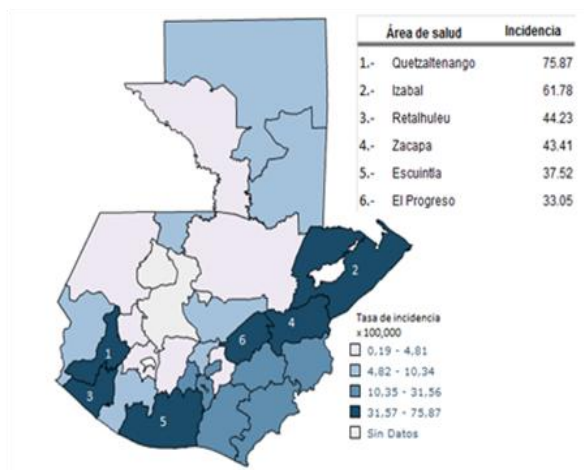 Área de salud Incidencia
1.- Quetzaltenango 75.87
2.- Izabal 61.78
3.- Retalhuleu 44.23
4.- Zacapa 43.41
5.- Escuintla 37.52
6.- El Progreso 33.05
2
4
6
1
3
5
Tasa de incidencia
x 100,000
0,19 - 4,81
4,82 - 10,34
10,35 - 31,56
31,57 - 75,87
Sin Datos